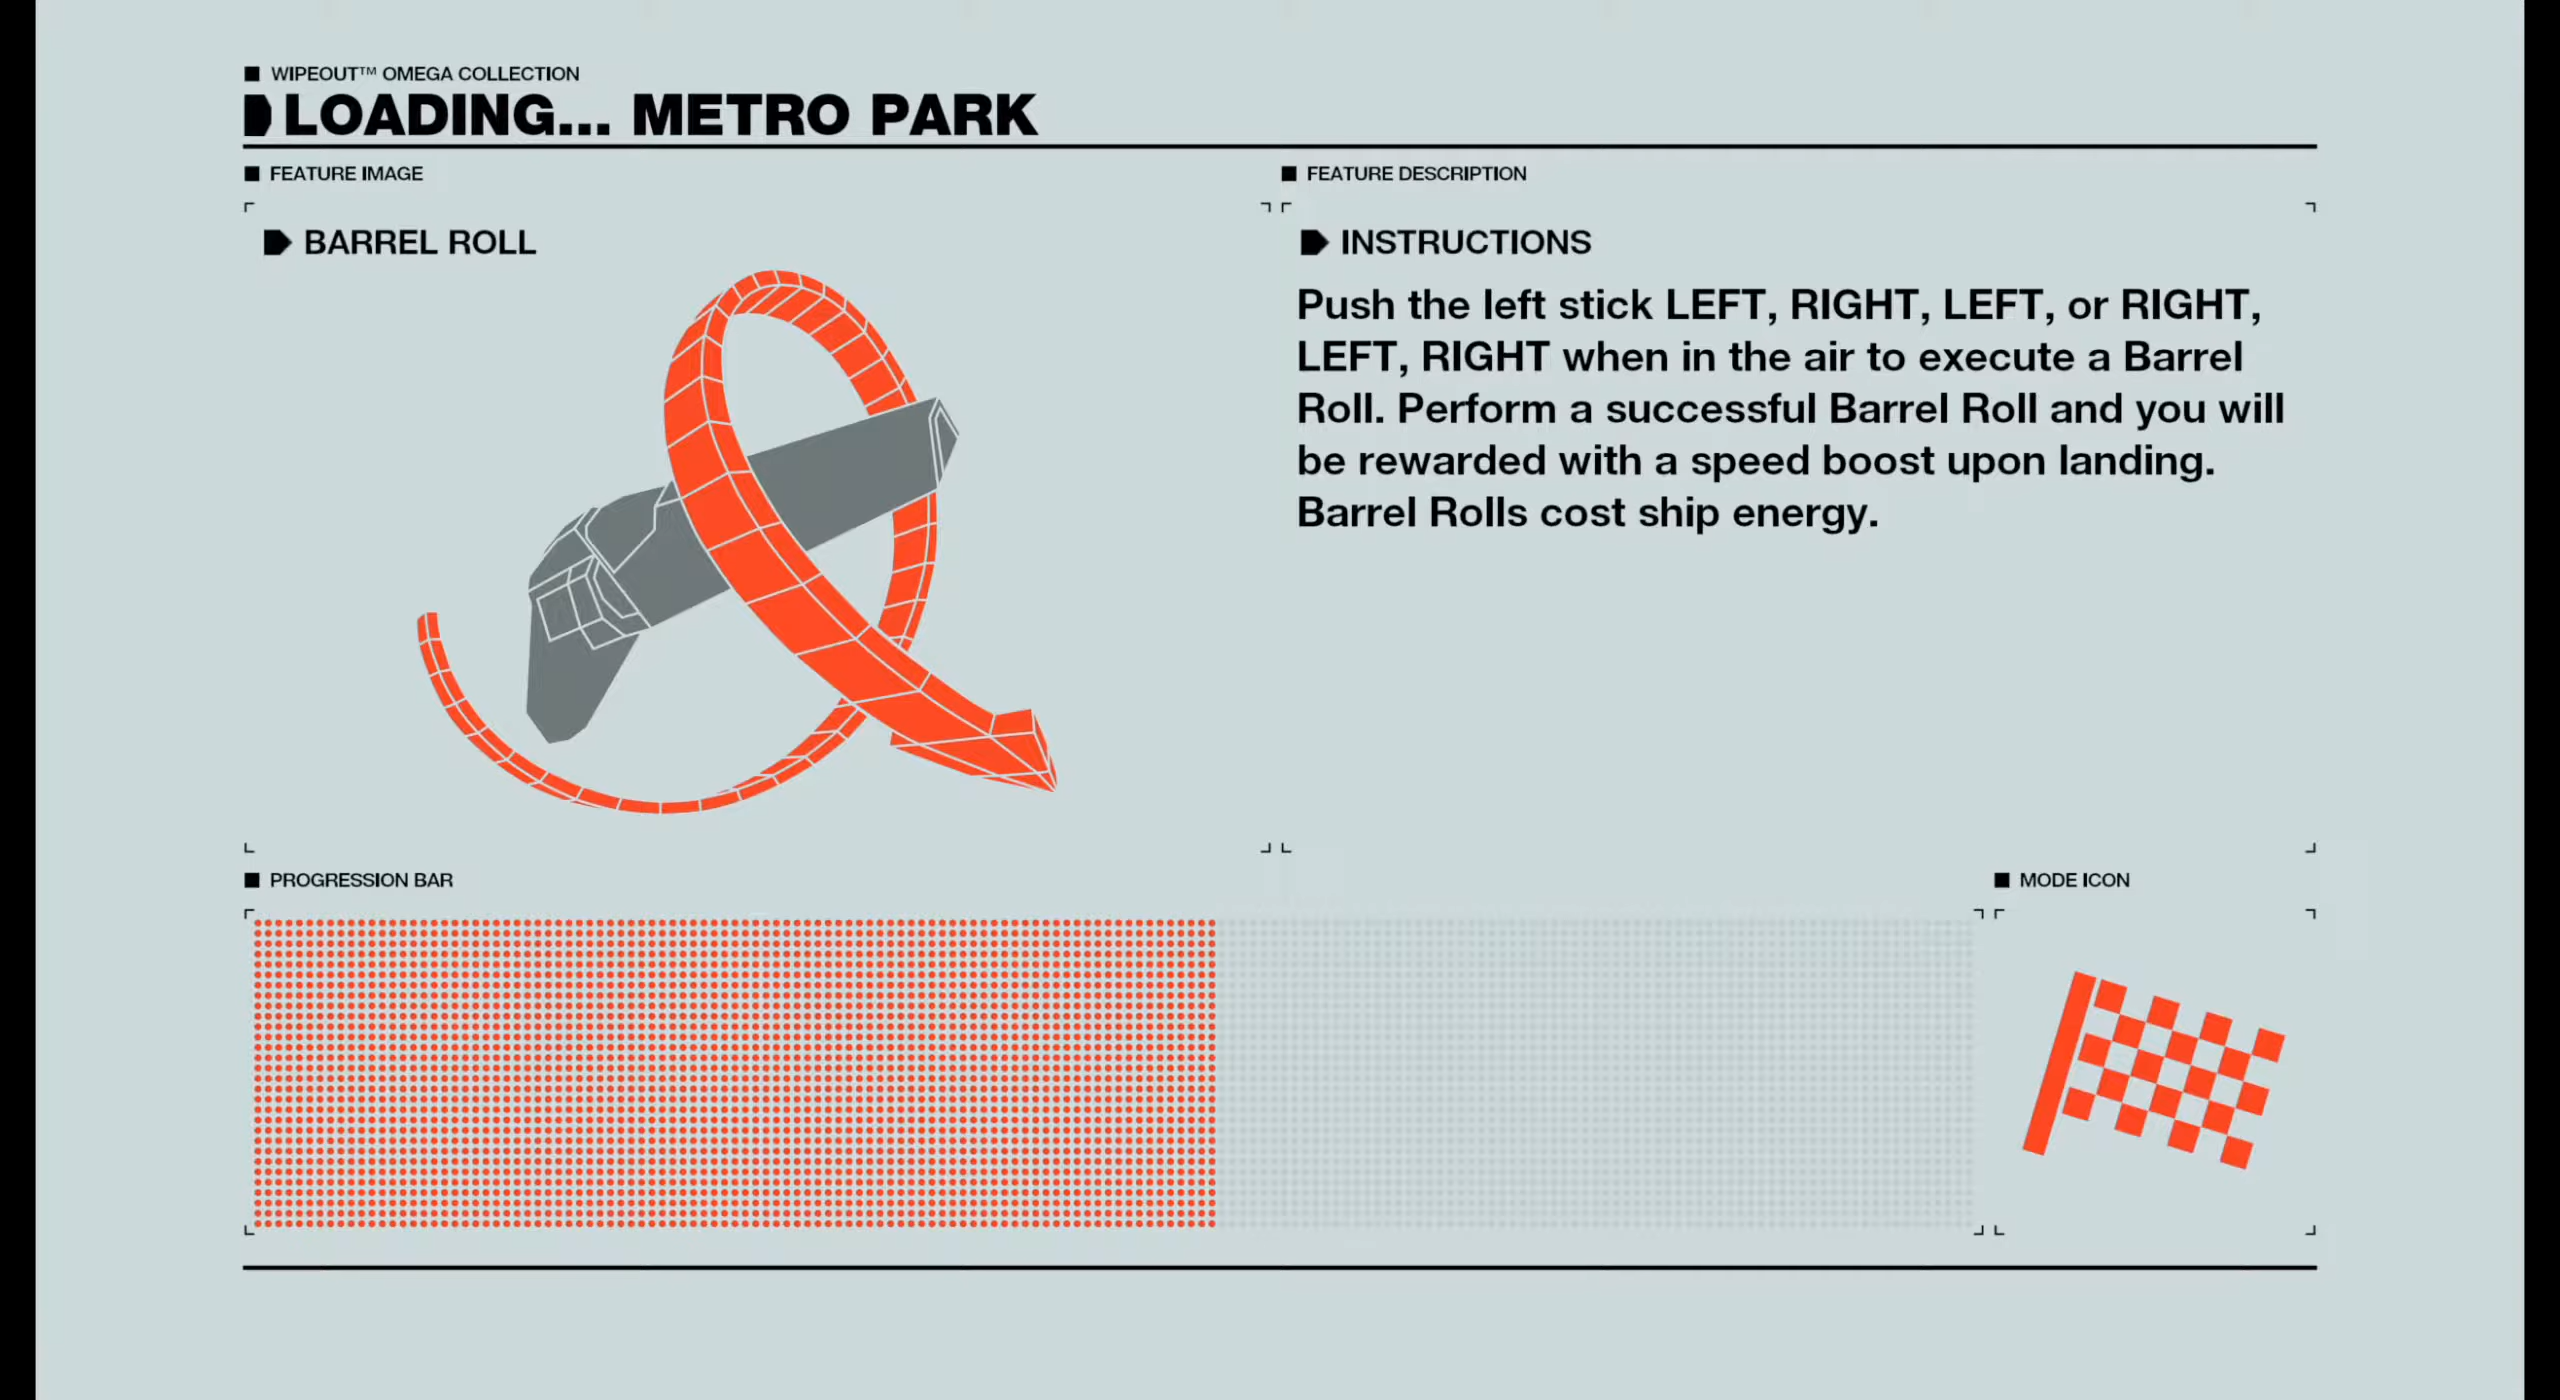 WIPEOUT™ OMEGA COLLECTION
LOADING... METRO PARK
FEATURE IMAGE
BARREL ROLL
FEATURE DESCRIPTION
INSTRUCTIONS
Push the left stick LEFT, RIGHT, LEFT, or RIGHT,
LEFT, RIGHT when in the air to execute a Barrel
Roll. Perform a successful Barrel Roll and you will
be rewarded with a speed boost upon landing.
Barrel Rolls cost ship energy.
PROGRESSION BAR
MODE ICON